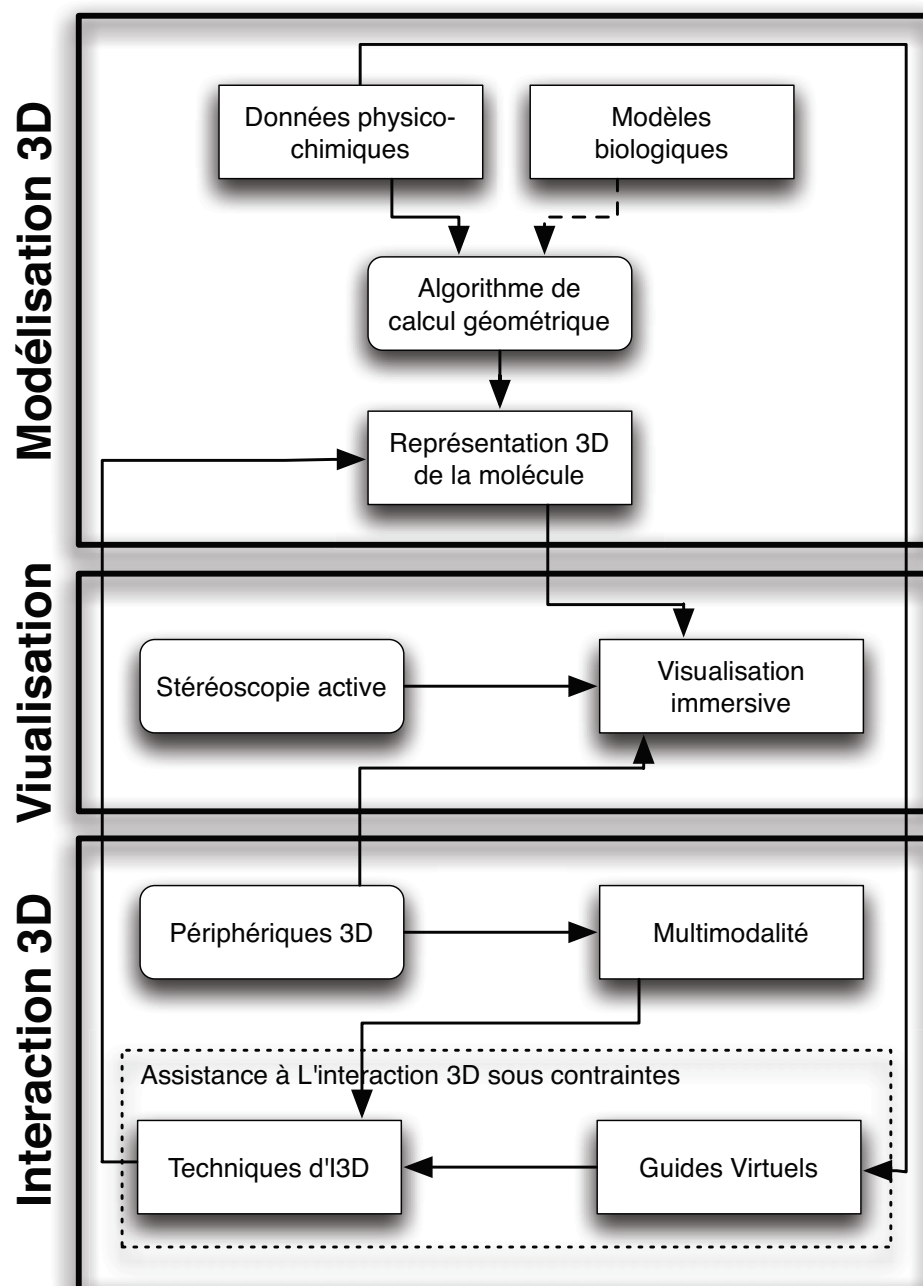 Modélisation 3D
Données physico-
chimiques
Modèles
biologiques
Algorithme de
calcul géométrique
Représentation 3D
de la molécule
Viualisation
Stéréoscopie active
Visualisation
immersive
Interaction 3D
Périphériques 3D
Multimodalité
Assistance à L'interaction 3D sous contraintes
Techniques d'I3D
Guides Virtuels